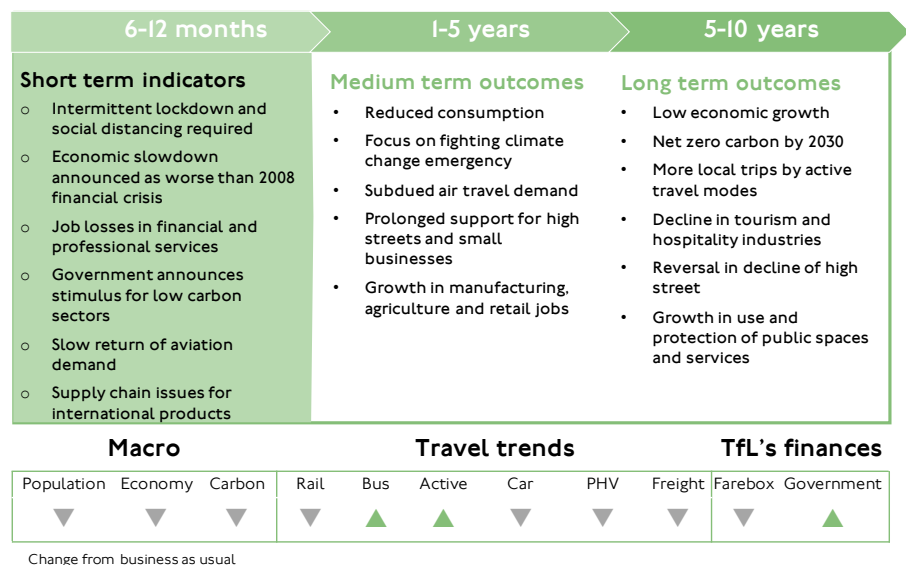 6-12 months
1-5 years
5-10 years
Short term indicators
o Intermittent lockdown and
social distancing required
o Economic slowdown
announced as worse than 2008
financial crisis
o Job losses in financial and
professional services
o Government announces
stimulus for low carbon
sectors
o Slow return of aviation
demand
o Supply chain issues for
international products
Medium term outcomes
• Reduced consumption
• Focus on fighting climate
change emergency
• Subdued air travel demand
• Prolonged support for high
streets and small
businesses
• Growth in manufacturing,
agriculture and retail jobs
Long term outcomes
• Low economic growth
• Net zero carbon by 2030
• More local trips by active
travel modes
• Decline in tourism and
hospitality industries
• Reversal in decline of high
street
• Growth in use and
protection of public spaces
and services
Macro
Travel trends
TfL's finances
Population Economy Carbon Rail Bus Active Car PHV Freight Farebox Government
Change from business as usual